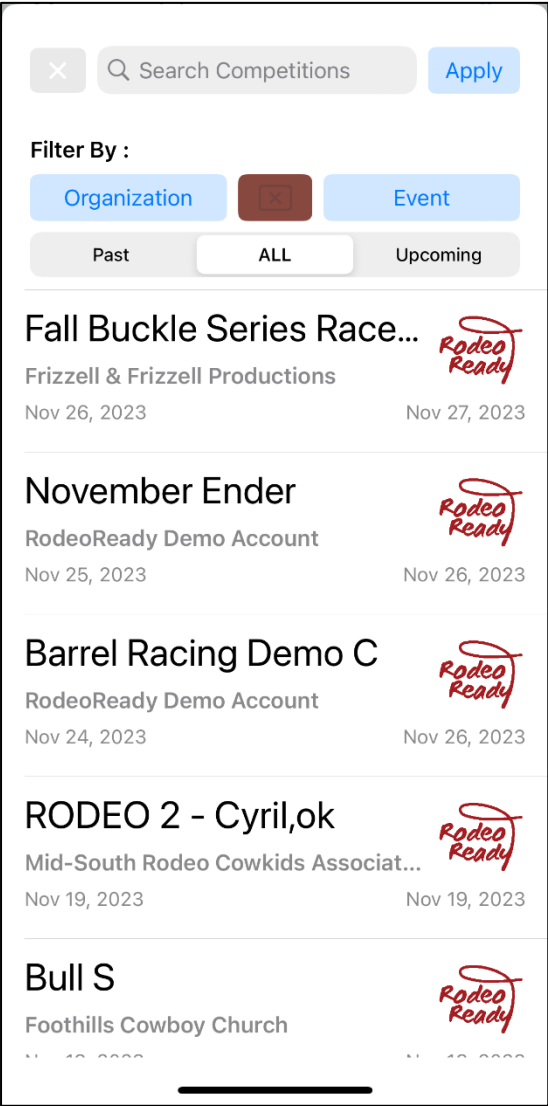 Search Competitions
Apply
Filter By :
Organization
Event
Past
ALL
Upcoming
Fall Buckle Series Race...
Rodeo
Ready
Frizzell & Frizzell Productions
Nov 26, 2023
Nov 27, 2023
November Ender
Rodeo
Ready
RodeoReady Demo Account
Nov 25, 2023
Nov 26, 2023
Barrel Racing Demo C
Rodeo
Ready
RodeoReady Demo Account
Nov 24, 2023
Nov 26, 2023
RODEO 2 - Cyril,ok
Rodeo
Ready
Mid-South Rodeo Cowkids Associat...
Nov 19, 2023
Nov 19, 2023
Bull S
Rodeo
Ready
Foothills Cowboy Church